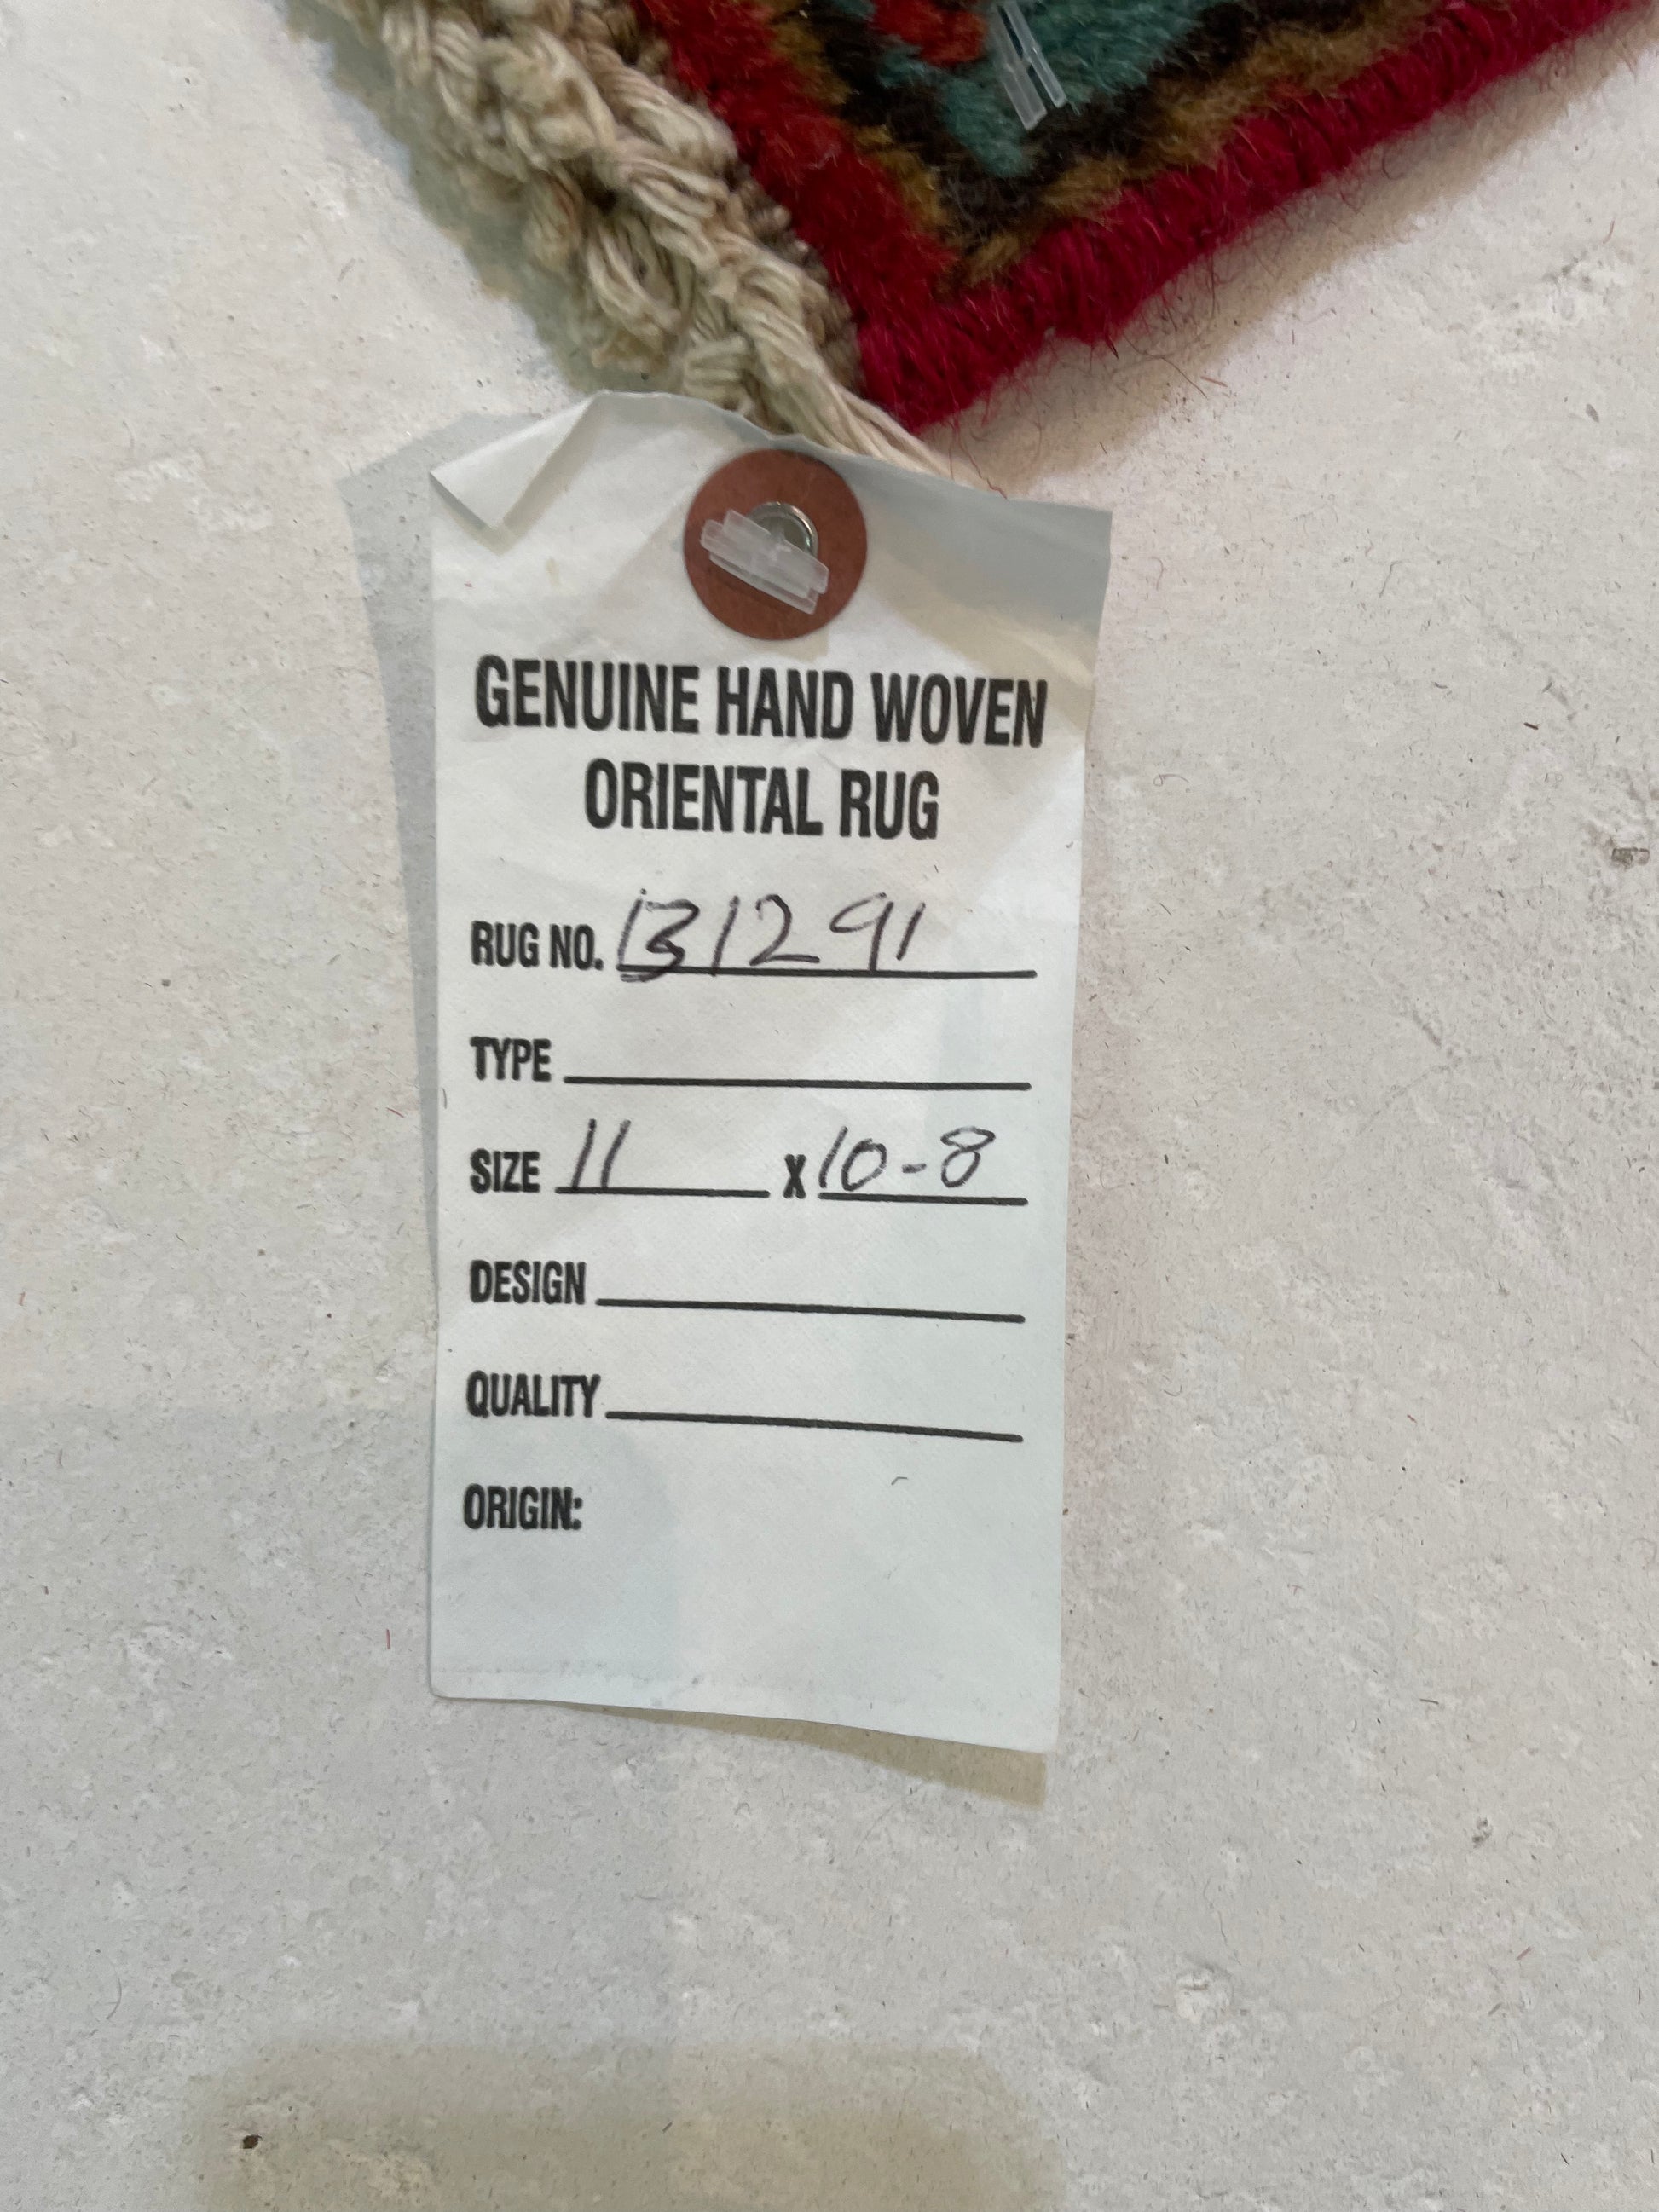 GENUINE HAND WOVEN
ORIENTAL RUG
RUG NO. 131291
TYPE
SIZE 11 X 10-8
DESIGN
QUALITY
ORIGIN: